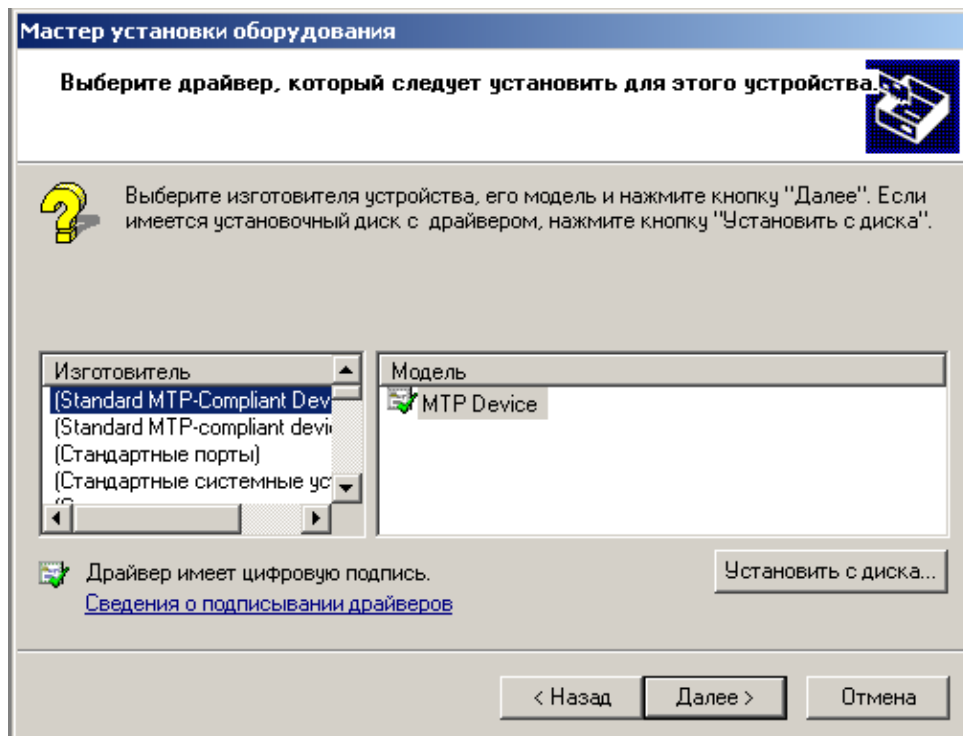 Мастер установки оборудования
Выберите драйвер, который следует установить для этого устройства.
Выберите изготовителя устройства, его модель и нажмите кнопку "Далее". Если
имеется установочный диск с драйвером, нажмите кнопку "Установить с диска".
Изготовитель
(Standard MTP-Compliant Dev
(Standard MTP-compliant devi
(Стандартные порты)
(Стандартные системные ус
Модель
MTP Device
Драйвер имеет цифровую подпись.
Сведения о подписывании драйверов
Установить с диска...
< Назад
Далее >
Отмена